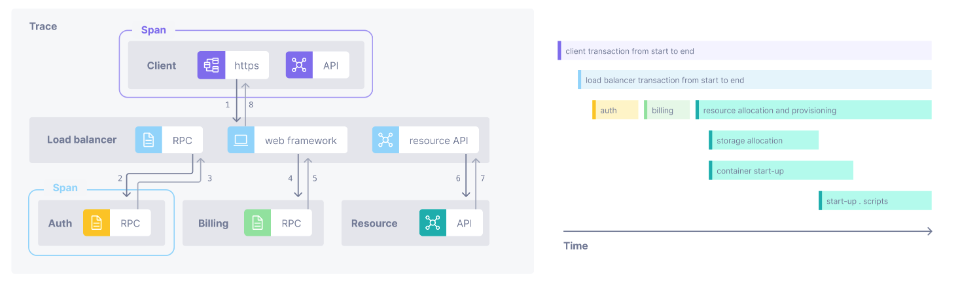 Trace
Span
Client
https
API
1
8
Load balancer
RPC
web framework
resource API
2
3
4
5
6
7
Span
Auth
RPC
Billing
RPC
Resource
API
client transaction from start to end
load balancer transaction from start to end
auth
billing
resource allocation and provisioning
storage allocation
container start-up
start-up . scripts
Time